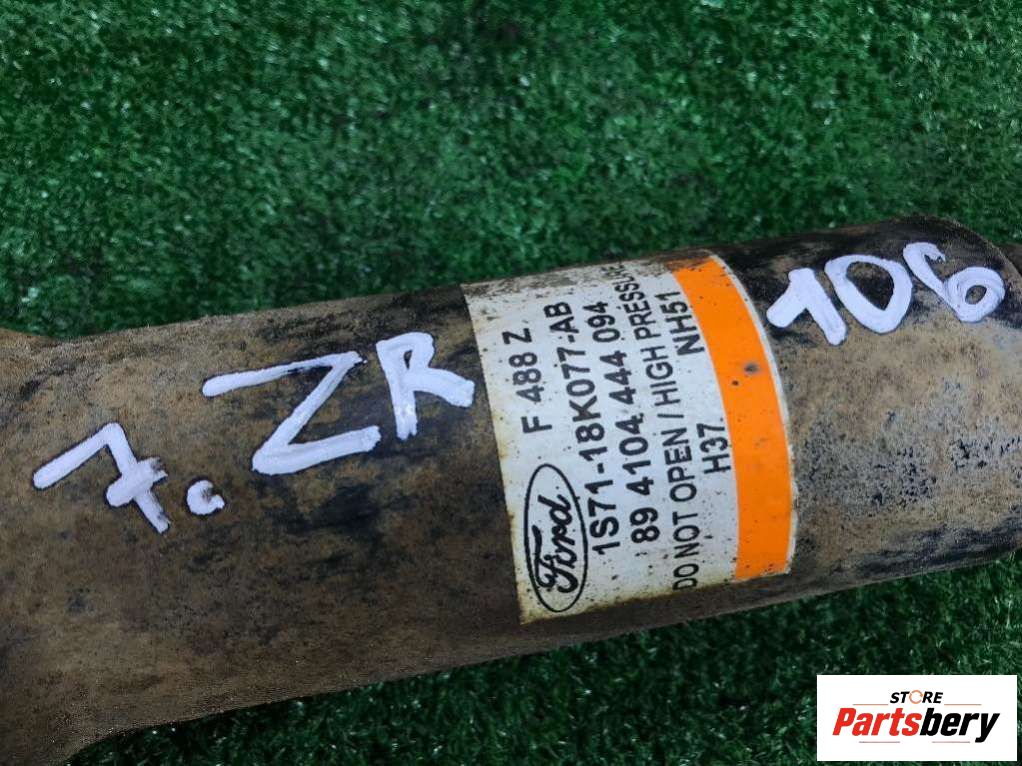 7. ZR
106
Ford
F 488 Z
1S71-18K077-AB
89 4104 444 094
DO NOT OPEN / HIGH PRESSURE
H37 NH51
STORE
Partsbery